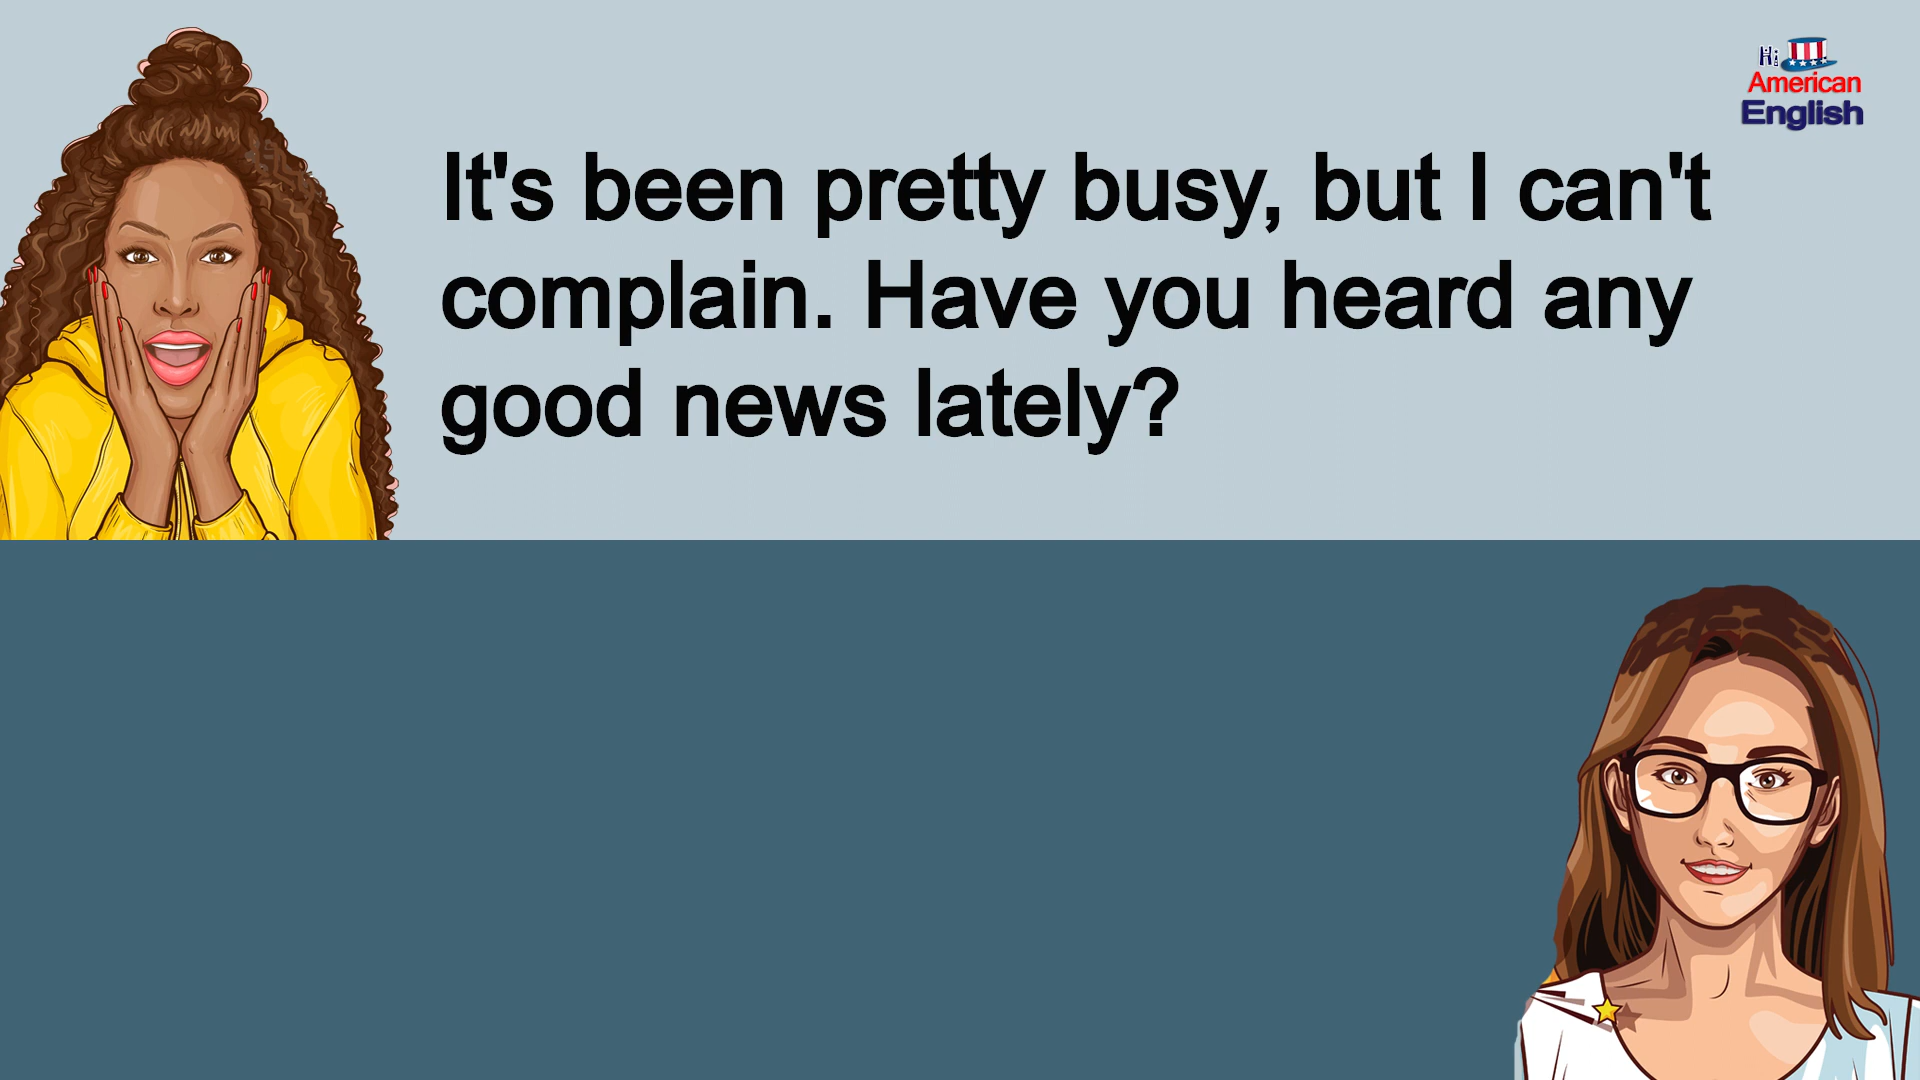 Hi
American
English
It's been pretty busy, but I can't
complain. Have you heard any
good news lately?